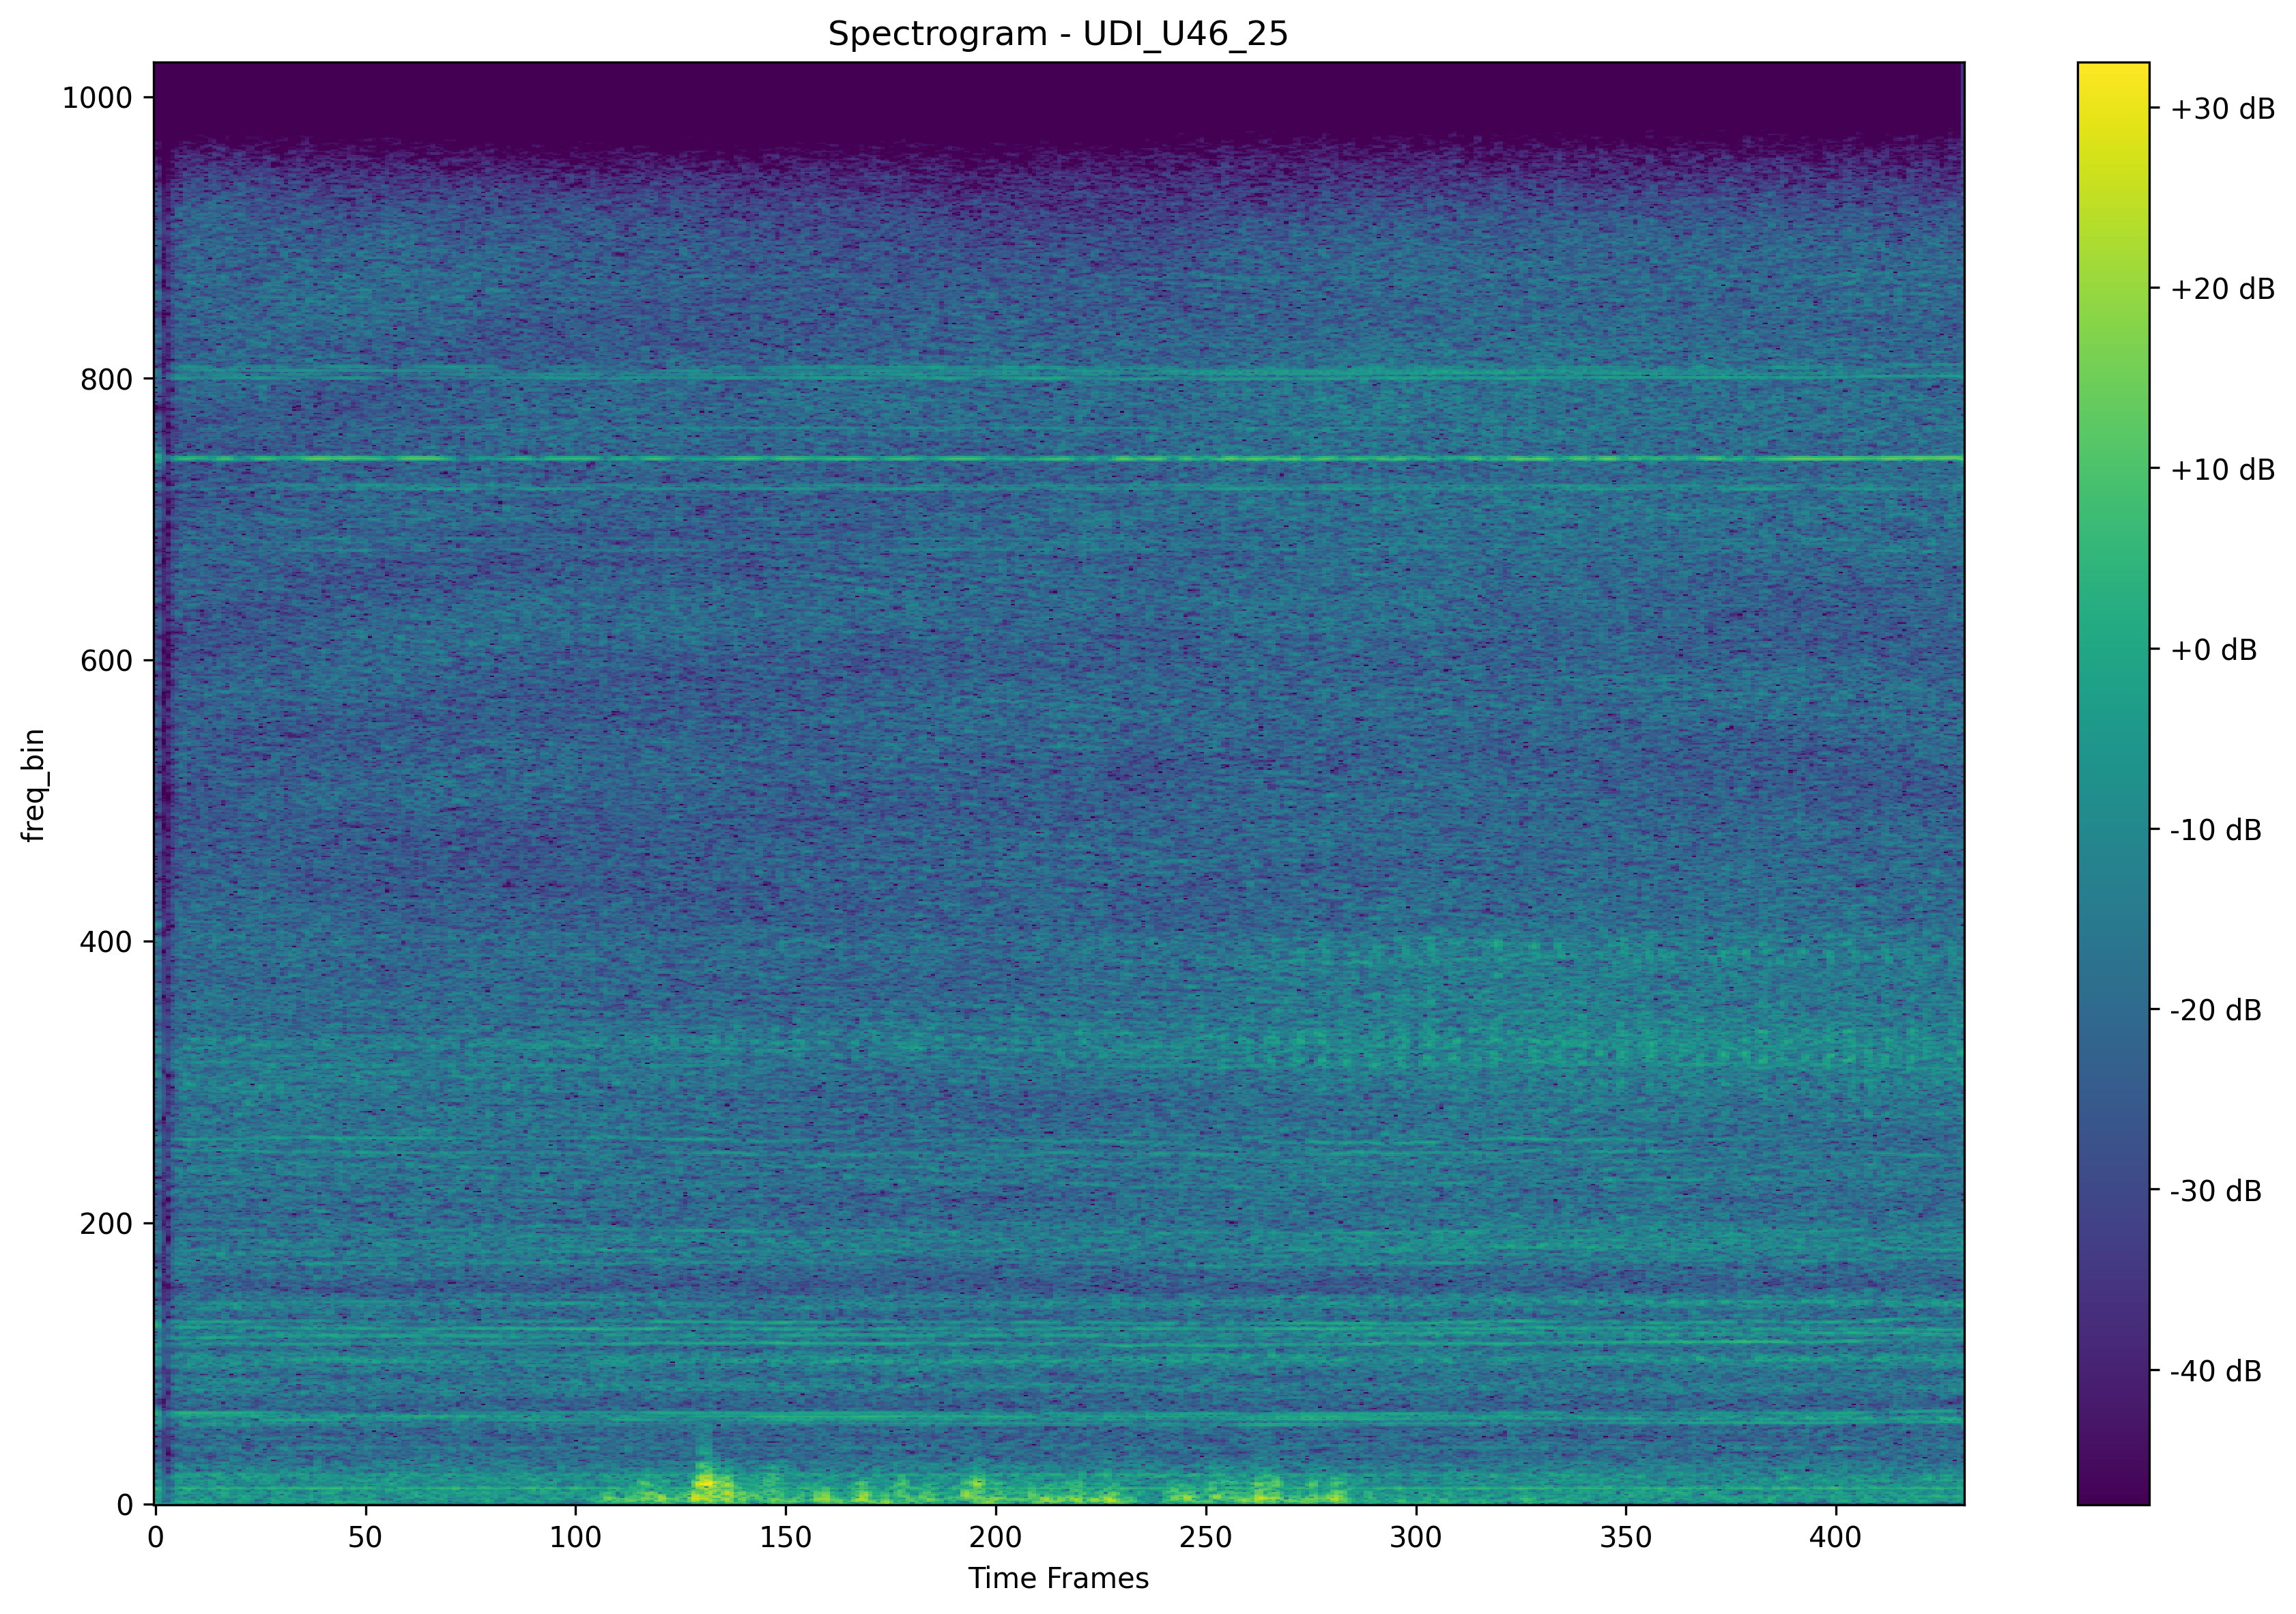 Spectrogram - UDI_U46_25
1000
800
600
400
200
0
freq_bin
0 50 100 150 200 250 300 350 400
Time Frames
+30 dB
+20 dB
+10 dB
+0 dB
-10 dB
-20 dB
-30 dB
-40 dB